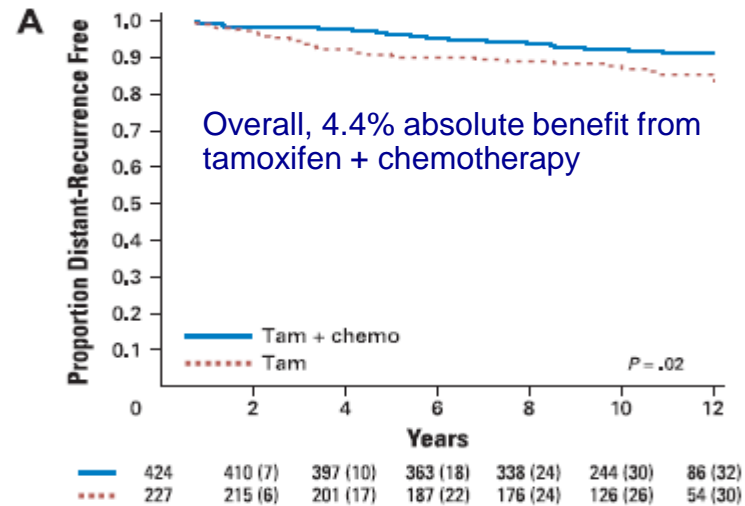 A
Proportion Distant-Recurrence Free
1.0
0.9
0.8
0.7
0.6
0.5
0.4
0.3
0.2
0.1
Overall, 4.4% absolute benefit from
tamoxifen + chemotherapy
Tam + chemo
Tam
P = .02
0 2 4 6 8 10 12
Years
424 410 (7) 397 (10) 363 (18) 338 (24) 244 (30) 86 (32)
227 215 (6) 201 (17) 187 (22) 176 (24) 126 (26) 54 (30)